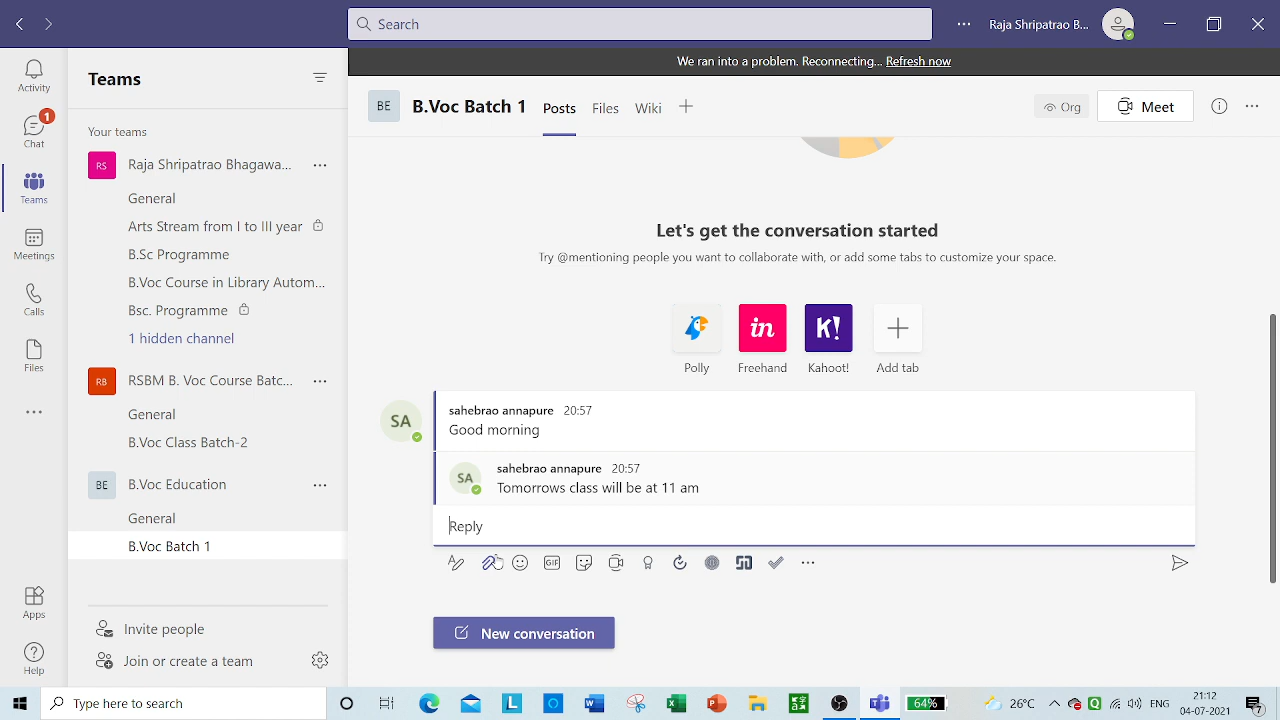 Search
Raja Shripatrao B...
We ran into a problem. Reconnecting... Refresh now
Activity
1
Chat
Teams
Meetings
Calls
Files
Apps
Help
Teams
Your teams
RS Raja Shripatrao Bhagawa...
General
Arts Stream from I to III year
B.Sc Programme
B.Voc Course in Library Autom...
Bsc Programme
1 hidden channel
RB RSBM B. Voc Course Batc...
General
B.Voc Class Batch-2
BE B.Voc Education
General
B.Voc Batch 1
Invite people
Join or create a team
BE B.Voc Batch 1 Posts Files Wiki
Org
Meet
Let's get the conversation started
Try @mentioning people you want to collaborate with, or add some tabs to customize your space.
in K!
Polly Freehand Kahoot! Add tab
SA
sahebrao annapure 20:57
Good morning
SA
sahebrao annapure 20:57
Tomorrows class will be at 11 am
Reply
GIF
New conversation
Type here to search
64%
26°C
ENG
21:12
04-07-2021
7